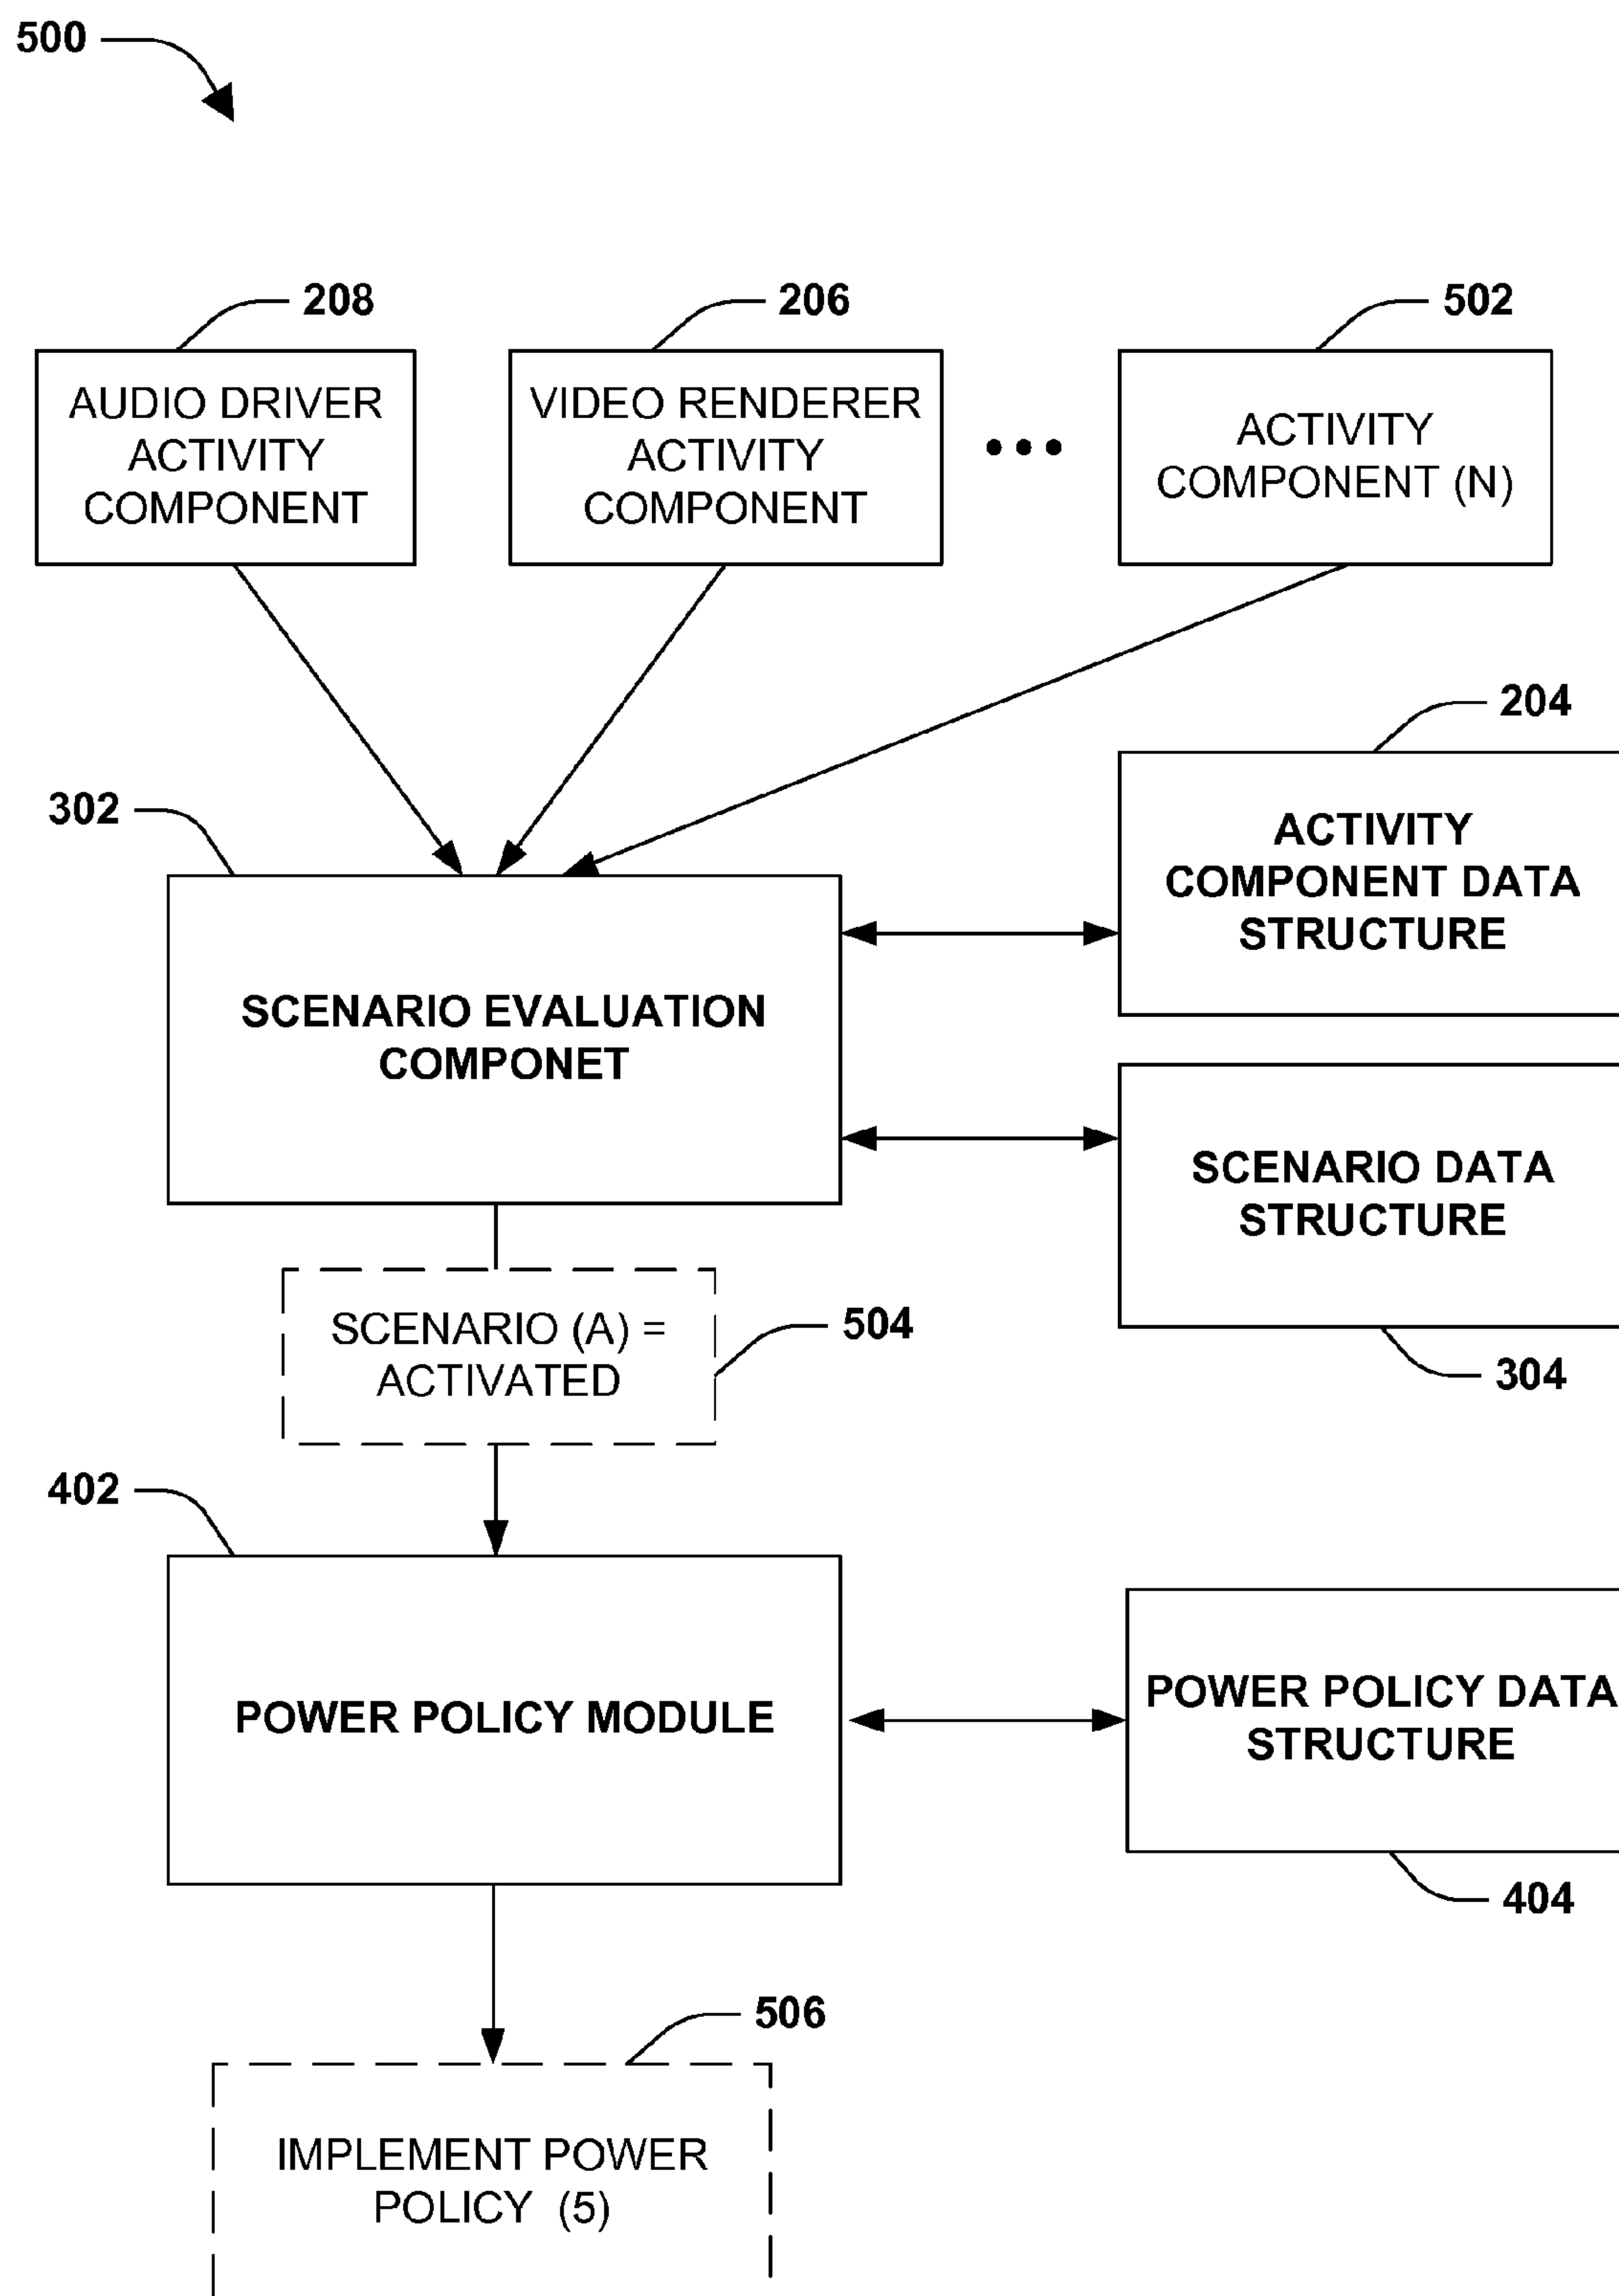 500
208
206
502
AUDIO DRIVER
ACTIVITY
COMPONENT
VIDEO RENDERER
ACTIVITY
COMPONENT
ACTIVITY
COMPONENT (N)
204
302
ACTIVITY
COMPONENT DATA
STRUCTURE
SCENARIO EVALUATION
COMPONET
SCENARIO DATA
STRUCTURE
SCENARIO (A) =
ACTIVATED
504
304
402
POWER POLICY MODULE
POWER POLICY DATA
STRUCTURE
404
506
IMPLEMENT POWER
POLICY (5)